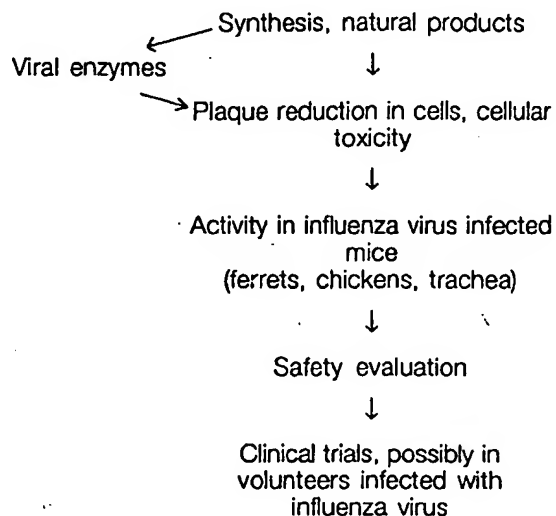 Synthesis, natural products
Viral enzymes
↓
Plaque reduction in cells, cellular
toxicity
↓
Activity in influenza virus infected
mice
(ferrets, chickens, trachea)
↓
Safety evaluation
↓
Clinical trials, possibly in
volunteers infected with
influenza virus